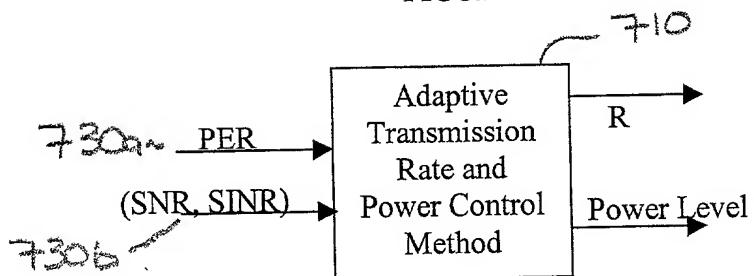 710
Adaptive
Transmission
Rate and
Power Control
Method
730a PER
(SNR, SINR)
730b
R
Power Level